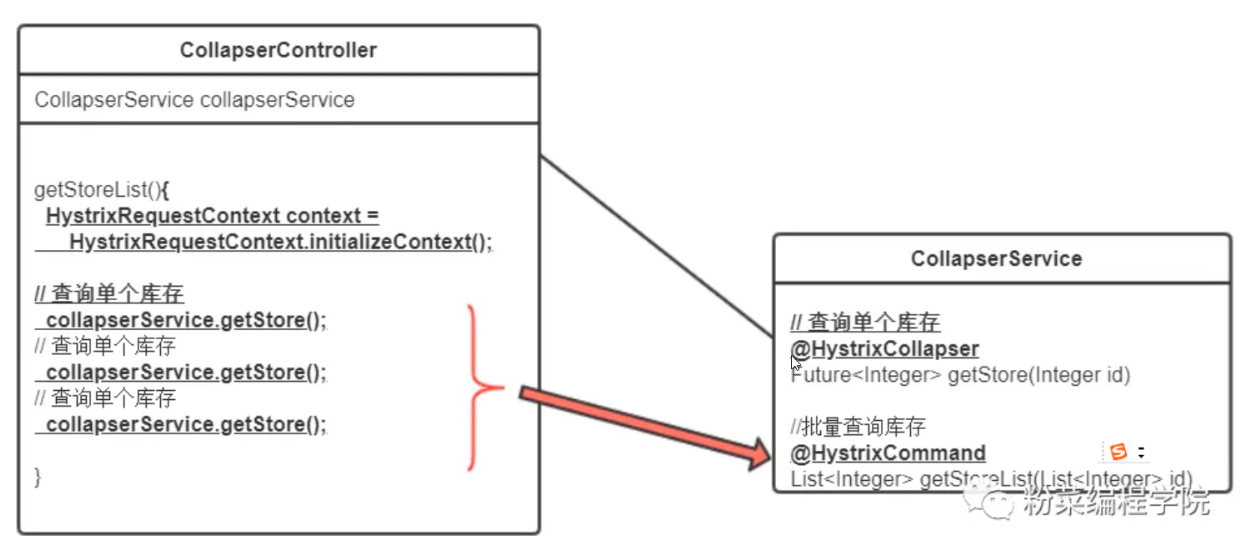 CollapserController
CollapserService collapserService
getStoreList(){
HystrixRequestContext context =
HystrixRequestContext.initializeContext();
// 查询单个库存
collapserService.getStore();
// 查询单个库存
collapserService.getStore();
// 查询单个库存
collapserService.getStore();
}
CollapserService
// 查询单个库存
@HystrixCollapser
Future<Integer> getStore(Integer id)
//批量查询库存
@HystrixCommand
List<Integer> getStoreList(List<Integer> id)
粉菜编程学院